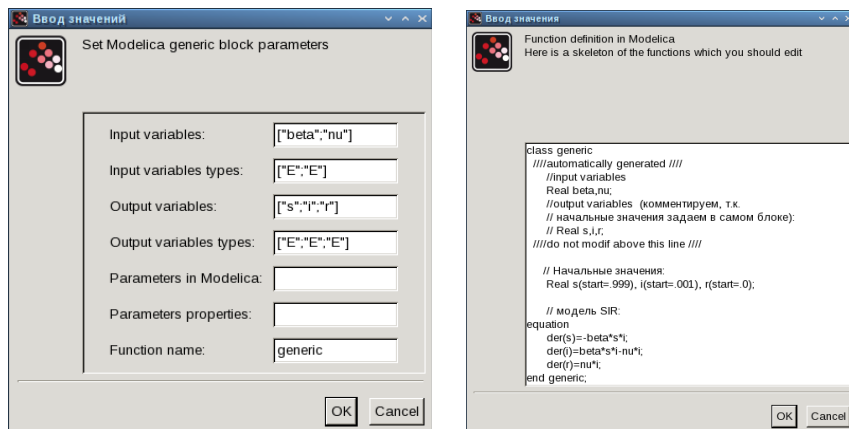 Ввод значений
Set Modelica generic block parameters
Input variables: ["beta";"nu"]
Input variables types: ["E";"E"]
Output variables: ["s";"i";"r"]
Output variables types: ["E";"E";"E"]
Parameters in Modelica:
Parameters properties:
Function name: generic
OK Cancel
Ввод значения
Function definition in Modelica
Here is a skeleton of the functions which you should edit
class generic
////automatically generated ////
//input variables
Real beta,nu;
//output variables (комментируем, т.к.
// начальные значения задаем в самом блоке):
// Real s,i,r;
////do not modif above this line ////
// Начальные значения:
Real s(start=.999), i(start=.001), r(start=.0);
// модель SIR:
equation
der(s)=-beta*s*i;
der(i)=beta*s*i-nu*i;
der(r)=nu*i;
end generic;
OK Cancel